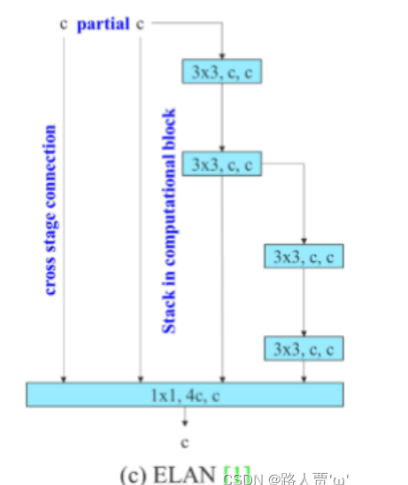 c partial c
3x3, c, c
3x3, c, c
cross stage connection
Stack in computational block
3x3, c, c
3x3, c, c
1x1, 4c, c
c
(c) ELAN [1]
CSDN @路人贾'ω'